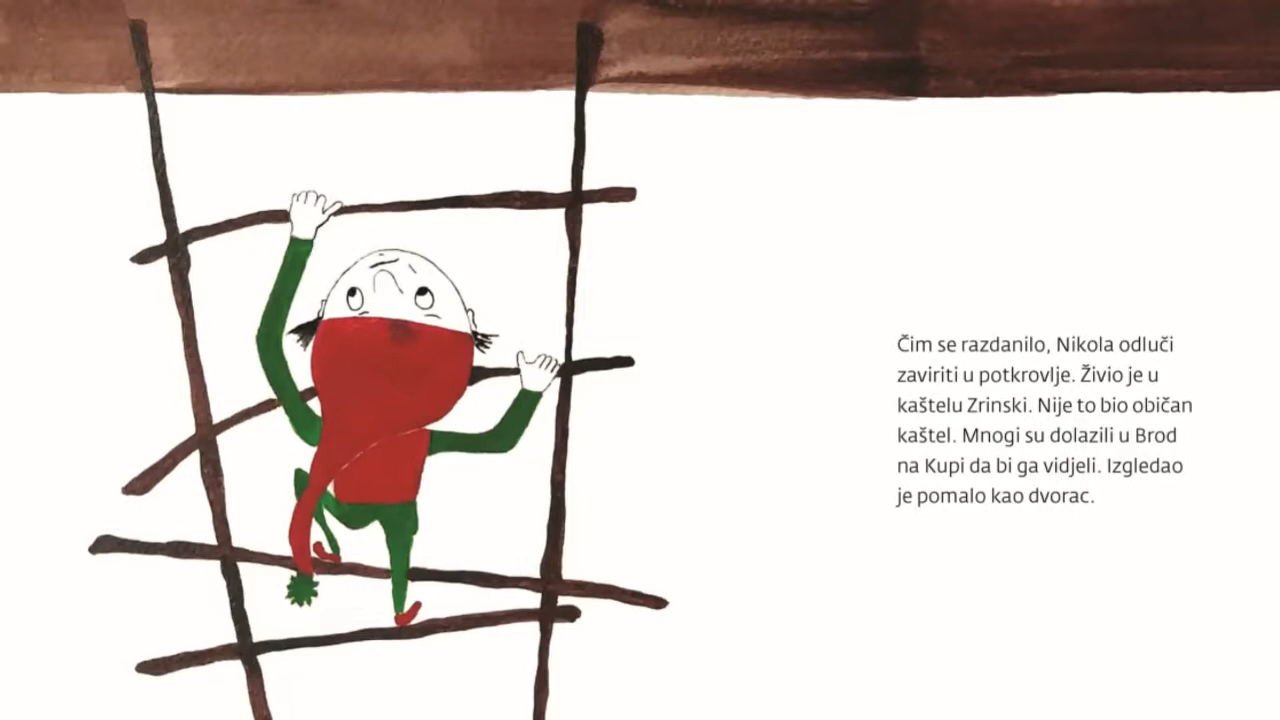 Čim se razdanilo, Nikola odluči
zaviriti u potkrovlje. Živio je u
kaštelu Zrinski. Nije to bio običan
kaštel. Mnogi su dolazili u Brod
na Kupi da bi ga vidjeli. Izgledao
je pomalo kao dvorac.